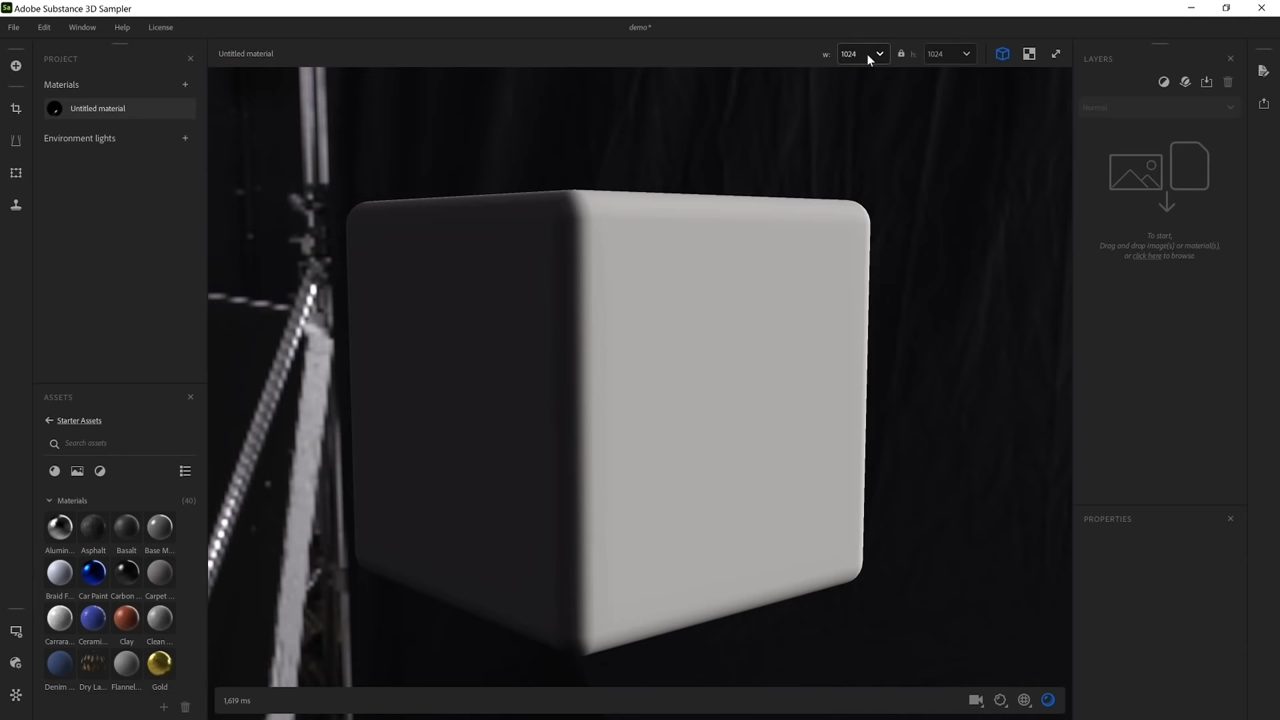 Sa Adobe Substance 3D Sampler
File Edit Window Help License
demo*
PROJECT
Materials
Untitled material
Environment lights
ASSETS
Starter Assets
Search assets
Materials (40)
Alumin... Asphalt Basalt Base M...
Braid F... Car Paint Carbon ... Carpet ...
Carrara... Cerami... Clay Clean ...
Denim ... Dry La... Flannel... Gold
Untitled material
w: 1024 h: 1024
1,619 ms
LAYERS
Normal
To start,
Drag and drop image(s) or material(s),
or click here to browse.
PROPERTIES